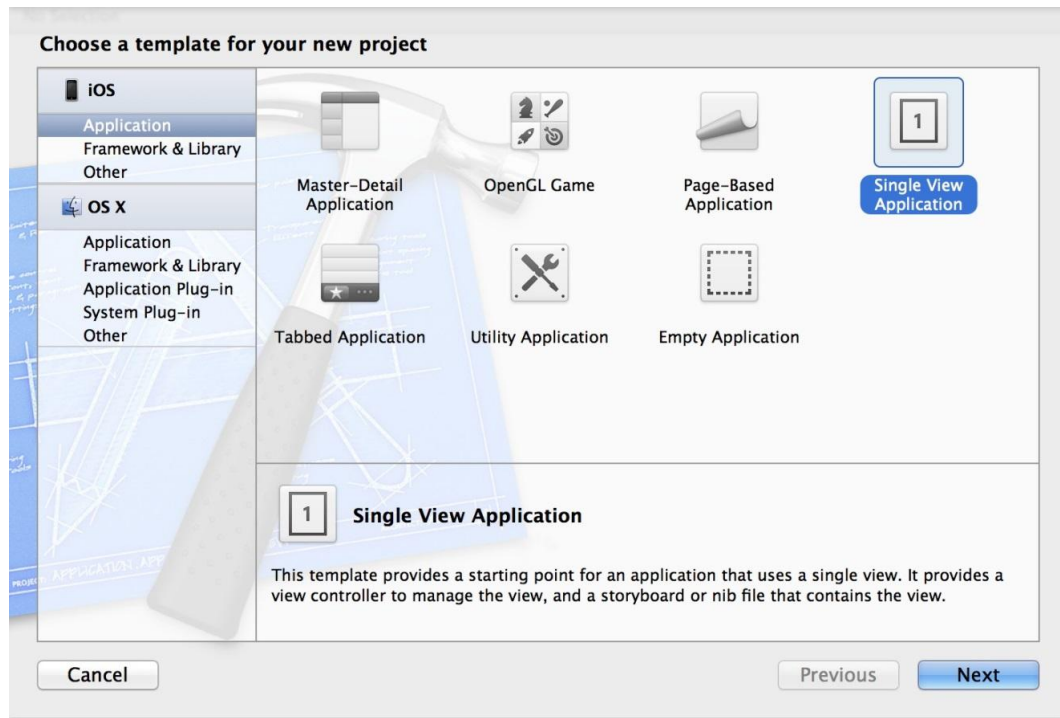 No Selection
Choose a template for your new project
iOS
Application
Framework & Library
Other
OS X
Application
Framework & Library
Application Plug-in
System Plug-in
Other
Master-Detail
Application
OpenGL Game
Page-Based
Application
1
Single View
Application
Tabbed Application
Utility Application
Empty Application
1
Single View Application
This template provides a starting point for an application that uses a single view. It provides a
view controller to manage the view, and a storyboard or nib file that contains the view.
Cancel
Previous
Next